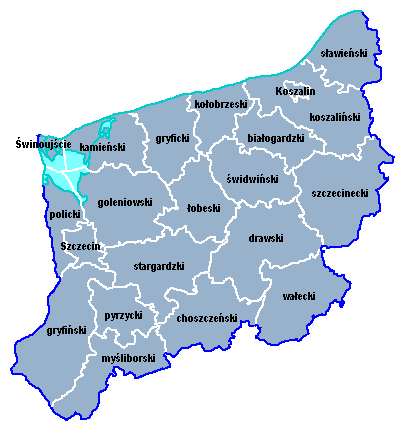 sławieński
Koszalin
kołobrzeski
koszaliński
gryficki
białogardzki
Świnoujście
kamieński
świdwiński
szczecinecki
goleniowski
łobeski
policki
drawski
Szczecin
stargardzki
wałecki
pyrzycki
choszczeński
gryfiński
myśliborski